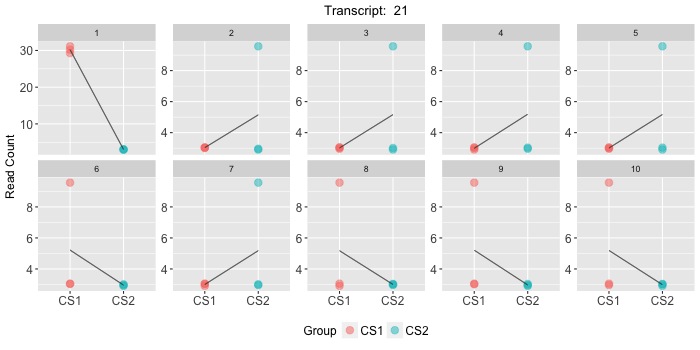 Transcript: 21
1 2 3 4 5
Read Count
30
20
10
8 8 8 8
6 6 6 6
4 4 4 4
6 7 8 9 10
8 8 8 8 8
6 6 6 6 6
4 4 4 4 4
CS1 CS2 CS1 CS2 CS1 CS2 CS1 CS2 CS1 CS2
Group CS1 CS2